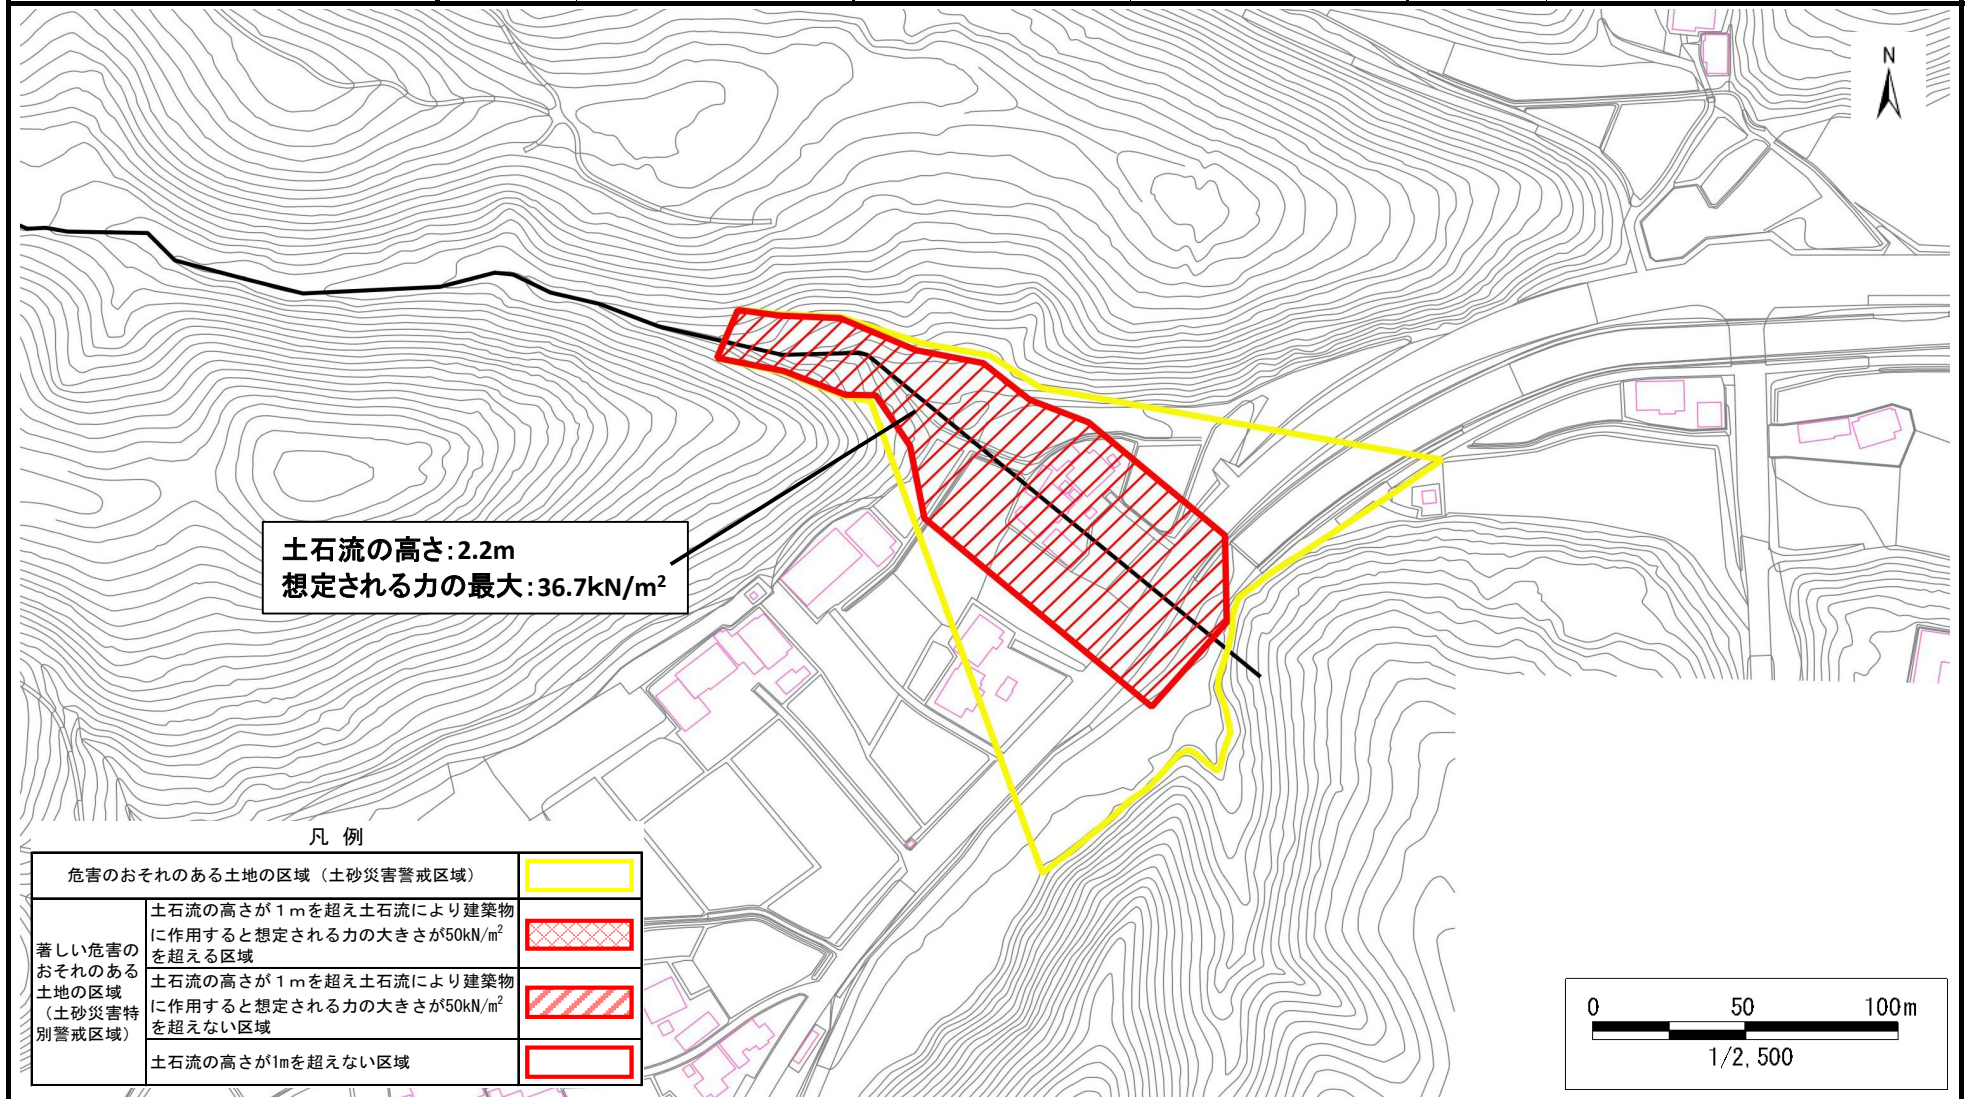 N
土石流の高さ:2.2m
想定される力の最大:36.7kN/m²
凡 例
危害のおそれのある土地の区域(土砂災害警戒区域)
著しい危害の
おそれのある
土地の区域
(土砂災害特
別警戒区域)
土石流の高さが1mを超え土石流により建築物
に作用すると想定される力の大きさが50kN/㎡
を超える区域
土石流の高さが1mを超え土石流により建築物
に作用すると想定される力の大きさが50kN/㎡
を超えない区域
土石流の高さが1mを超えない区域
0 50 100m
1/2,500